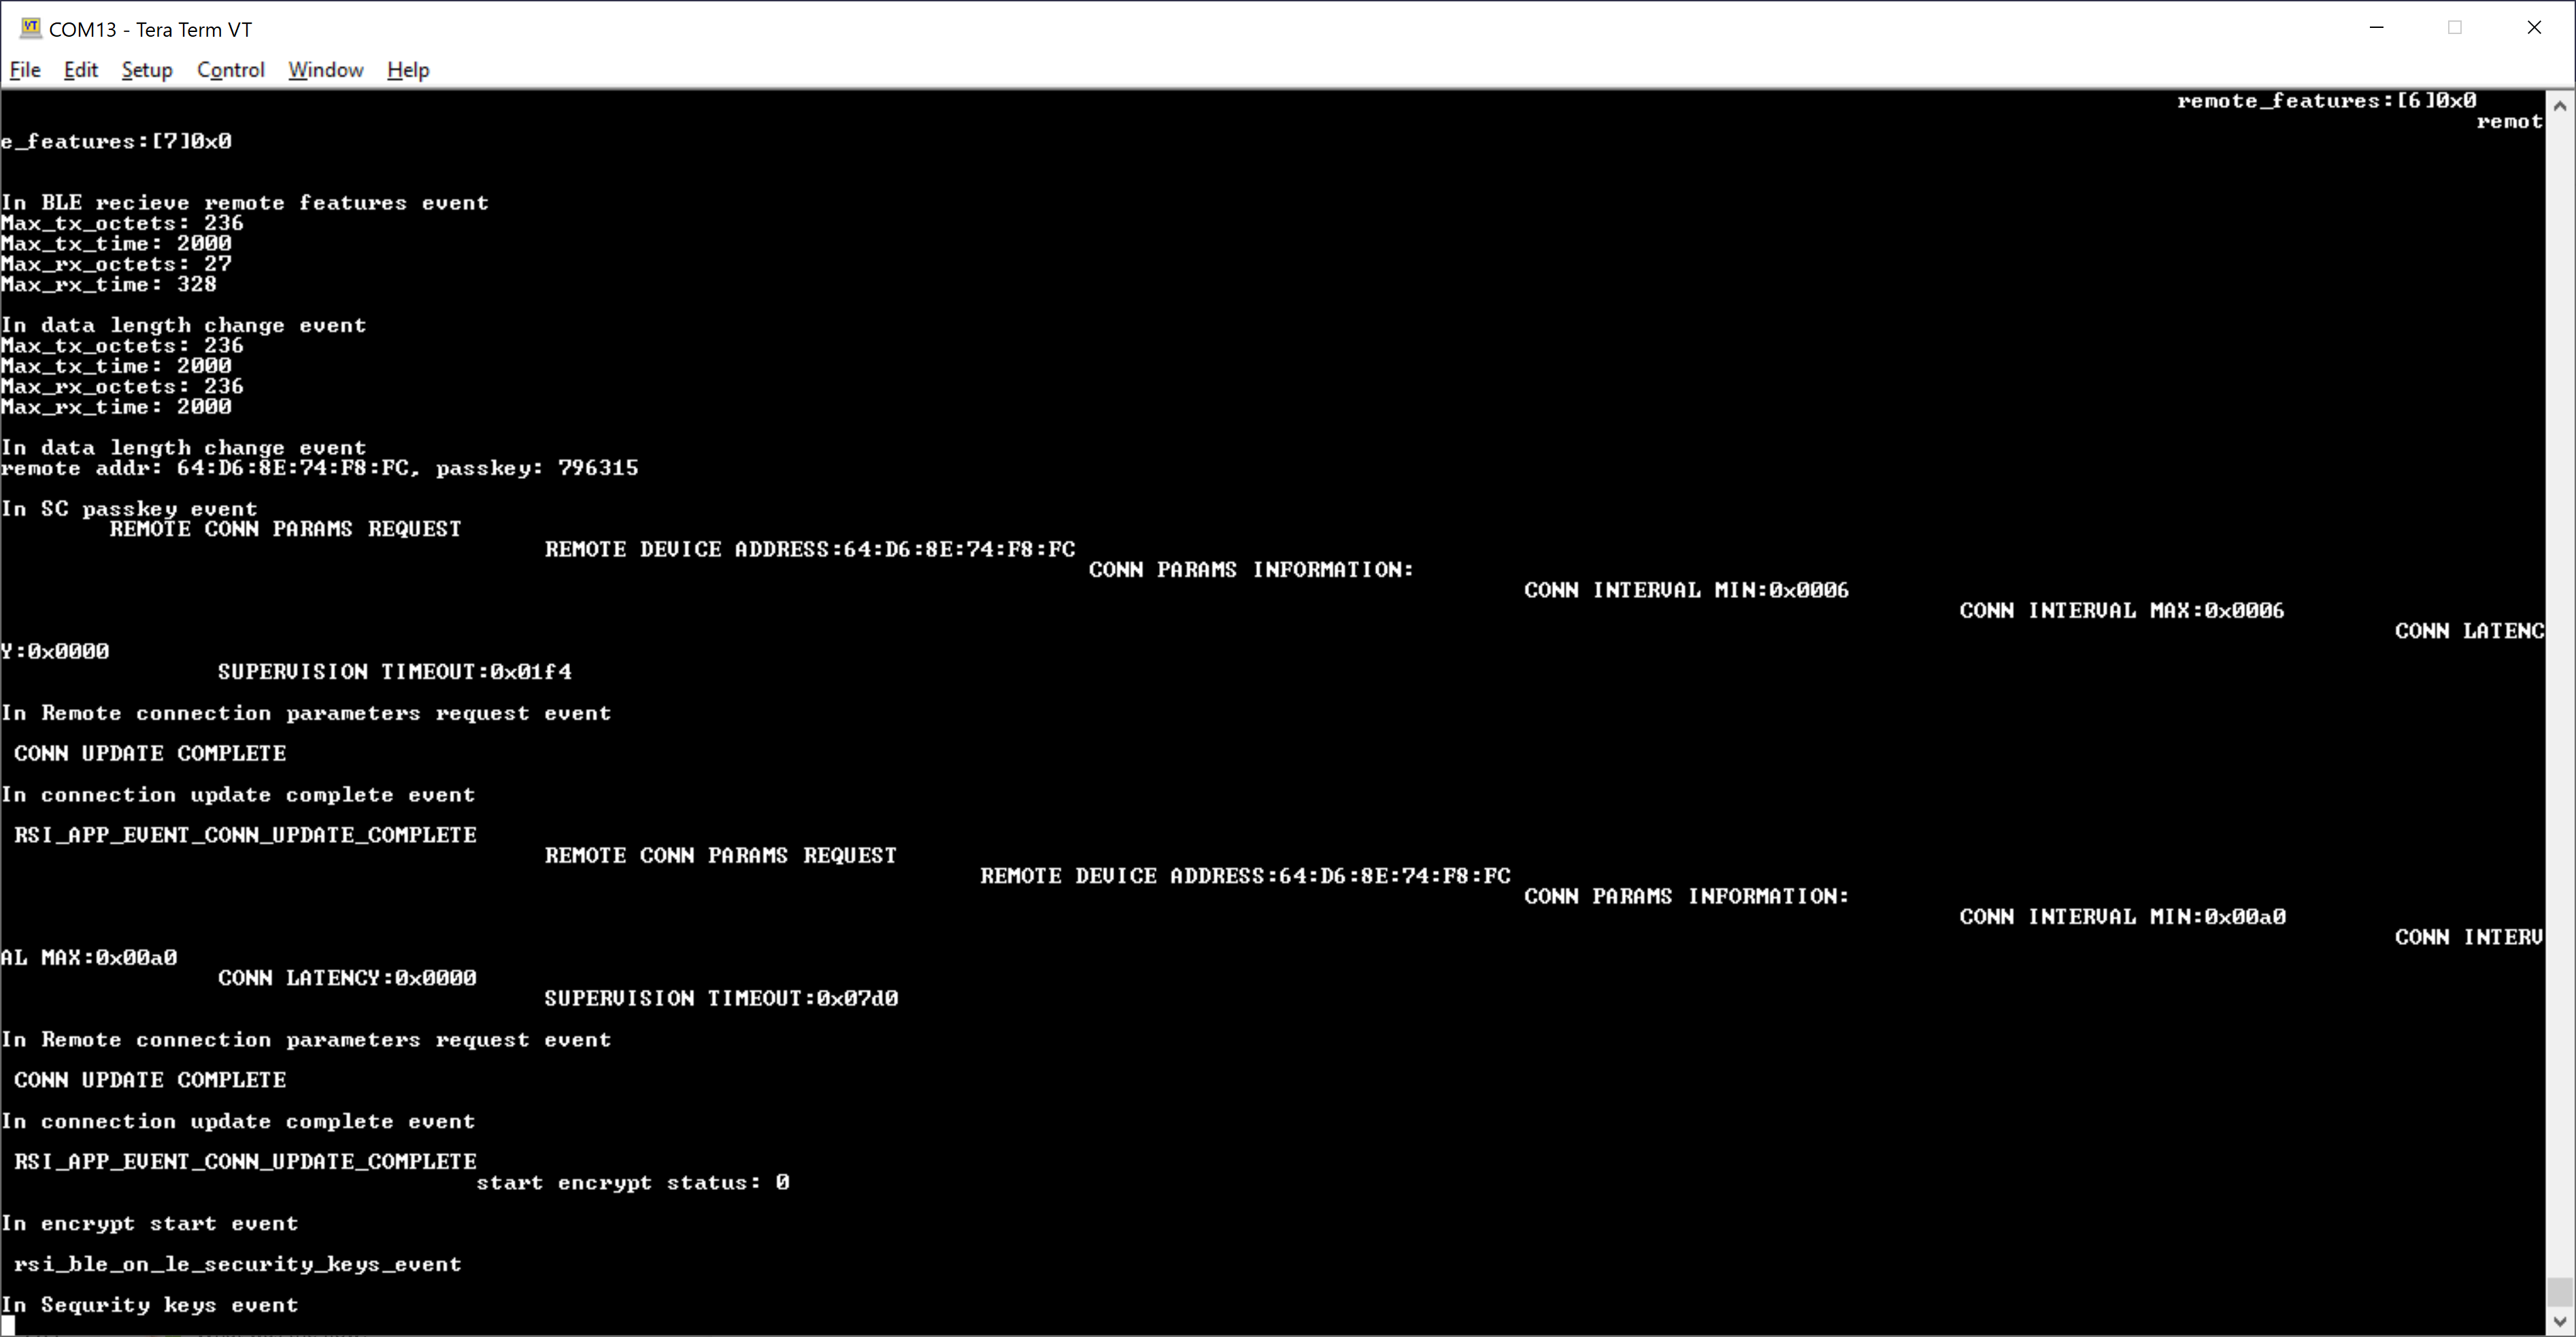 COM13 - Tera Term VT
File Edit Setup Control Window Help
remote_features:[6]0x0
remot
e_features:[7]0x0
In BLE recieve remote features event
Max_tx_octets: 236
Max_tx_time: 2000
Max_rx_octets: 27
Max_rx_time: 328
In data length change event
Max_tx_octets: 236
Max_tx_time: 2000
Max_rx_octets: 236
Max_rx_time: 2000
In data length change event
remote addr: 64:D6:8E:74:F8:FC, passkey: 796315
In SC passkey event
REMOTE CONN PARAMS REQUEST
REMOTE DEVICE ADDRESS:64:D6:8E:74:F8:FC
CONN PARAMS INFORMATION:
CONN INTERVAL MIN:0x0006
CONN INTERVAL MAX:0x0006
CONN LATENC
Y:0x0000
SUPERVISION TIMEOUT:0x01f4
In Remote connection parameters request event
CONN UPDATE COMPLETE
In connection update complete event
RSI_APP_EVENT_CONN_UPDATE_COMPLETE
REMOTE CONN PARAMS REQUEST
REMOTE DEVICE ADDRESS:64:D6:8E:74:F8:FC
CONN PARAMS INFORMATION:
CONN INTERVAL MIN:0x00a0
CONN INTERV
AL MAX:0x00a0
CONN LATENCY:0x0000
SUPERVISION TIMEOUT:0x07d0
In Remote connection parameters request event
CONN UPDATE COMPLETE
In connection update complete event
RSI_APP_EVENT_CONN_UPDATE_COMPLETE
start encrypt status: 0
In encrypt start event
rsi_ble_on_le_security_keys_event
In Sequrity keys event